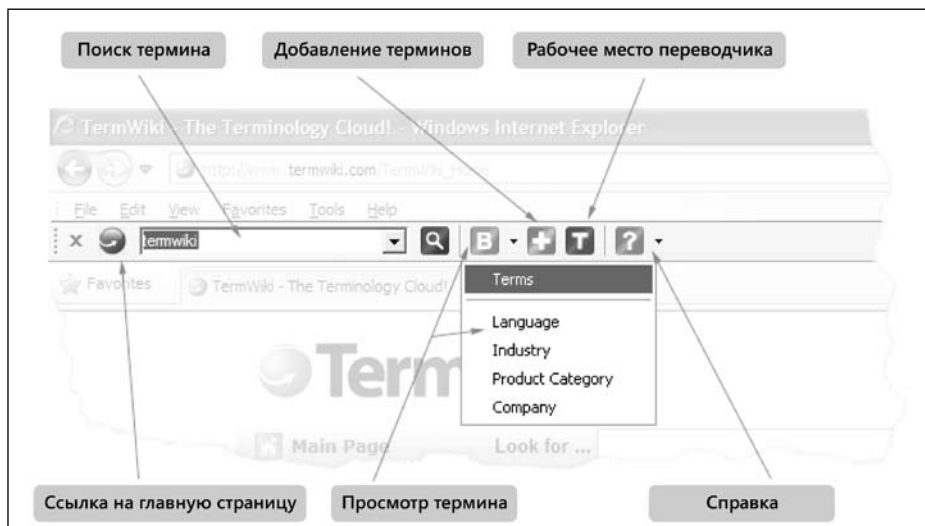 Поиск термина
Добавление терминов
Рабочее место переводчика
TermWiki - The Terminology Cloud! - Windows Internet Explorer
http://www.termwiki.com/TermWiki_Home
File Edit View Favorites Tools Help
termwiki
B
T
?
Favorites
TermWiki - The Terminology Cloud!
Terms
Language
Industry
Product Category
Company
Term
Main Page
Look for ...
Ссылка на главную страницу
Просмотр термина
Справка